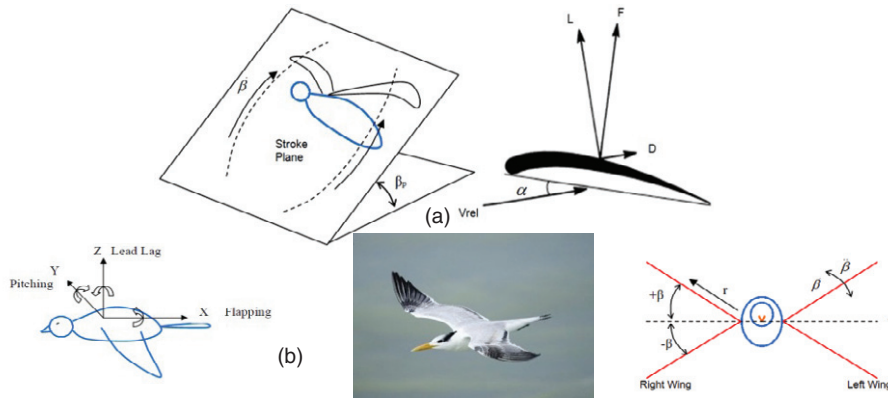 β̇
Stroke
Plane
βp
(a)
L
F
D
α
Vrel
Z Lead Lag
Y
Pitching
X Flapping
(b)
+β
-β
r
β
β̈
Right Wing
Left Wing